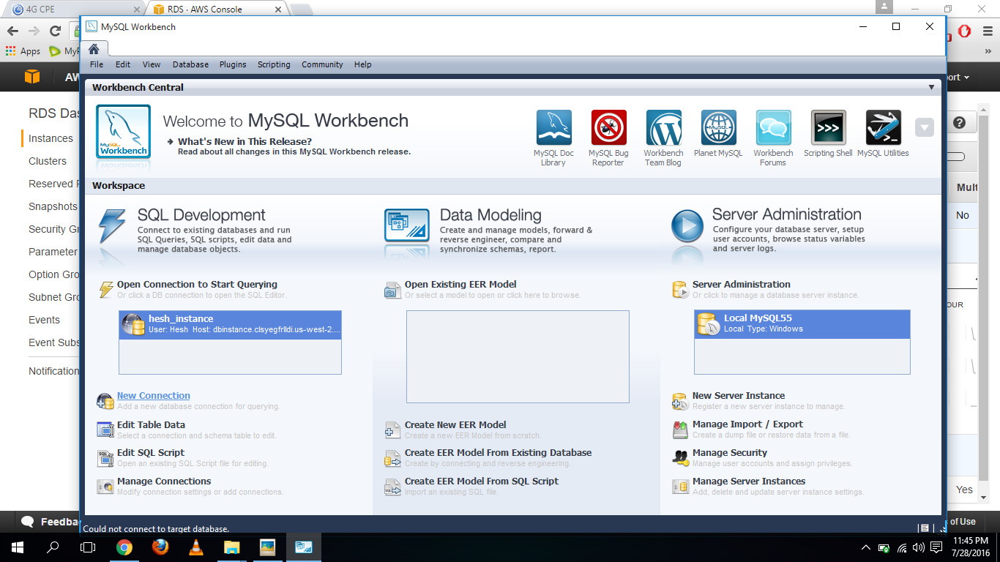 4G CPE
RDS · AWS Console
MySQL Workbench
Apps
File Edit View Database Plugins Scripting Community Help
Workbench Central
MySQL
Workbench
Welcome to MySQL Workbench
What's New in This Release?
Read about all changes in this MySQL Workbench release.
MySQL Doc
Library
MySQL Bug
Reporter
Workbench
Team Blog
MySQL
Planet MySQL
Workbench
Forums
>>>
Scripting Shell
MySQL Utilities
Workspace
SQL Development
Connect to existing databases and run
SQL Queries, SQL scripts, edit data and
manage database objects.
Open Connection to Start Querying
Or click a DB connection to open the SQL Editor.
hesh_instance
User: Hesh Host: dbinstance.clsyegfrlldi.us-west-2....
New Connection
Add a new database connection for querying.
Edit Table Data
Select a connection and schema table to edit.
Edit SQL Script
Open an existing SQL Script file for editing.
Manage Connections
Modify connection settings or add connections.
Data Modeling
Create and manage models, forward &
reverse engineer, compare and
synchronize schemas, report.
Open Existing EER Model
Or select a model to open or click here to browse.
Create New EER Model
Create a new EER Model from scratch.
Create EER Model From Existing Database
Create by connecting and reverse engineering.
Create EER Model From SQL Script
Import an existing SQL file.
Server Administration
Configure your database server, setup
user accounts, browse status variables
and server logs.
Server Administration
Or click to manage a database server instance.
Local MySQL55
Local Type: Windows
New Server Instance
Register a new server instance to manage.
Manage Import / Export
Create a dump file or restore data from a file.
Manage Security
Manage user accounts and assign privileges.
Manage Server Instances
Add, delete and update server instance settings.
Could not connect to target database.
AW
RDS Das
Instances
Clusters
Reserved
Snapshots
Security Gr
Parameter
Option Gro
Subnet Gro
Events
Event Subs
Notification
Feedba
ort
Mult
No
OUR
Yes
of Use
11:45 PM
7/28/2016